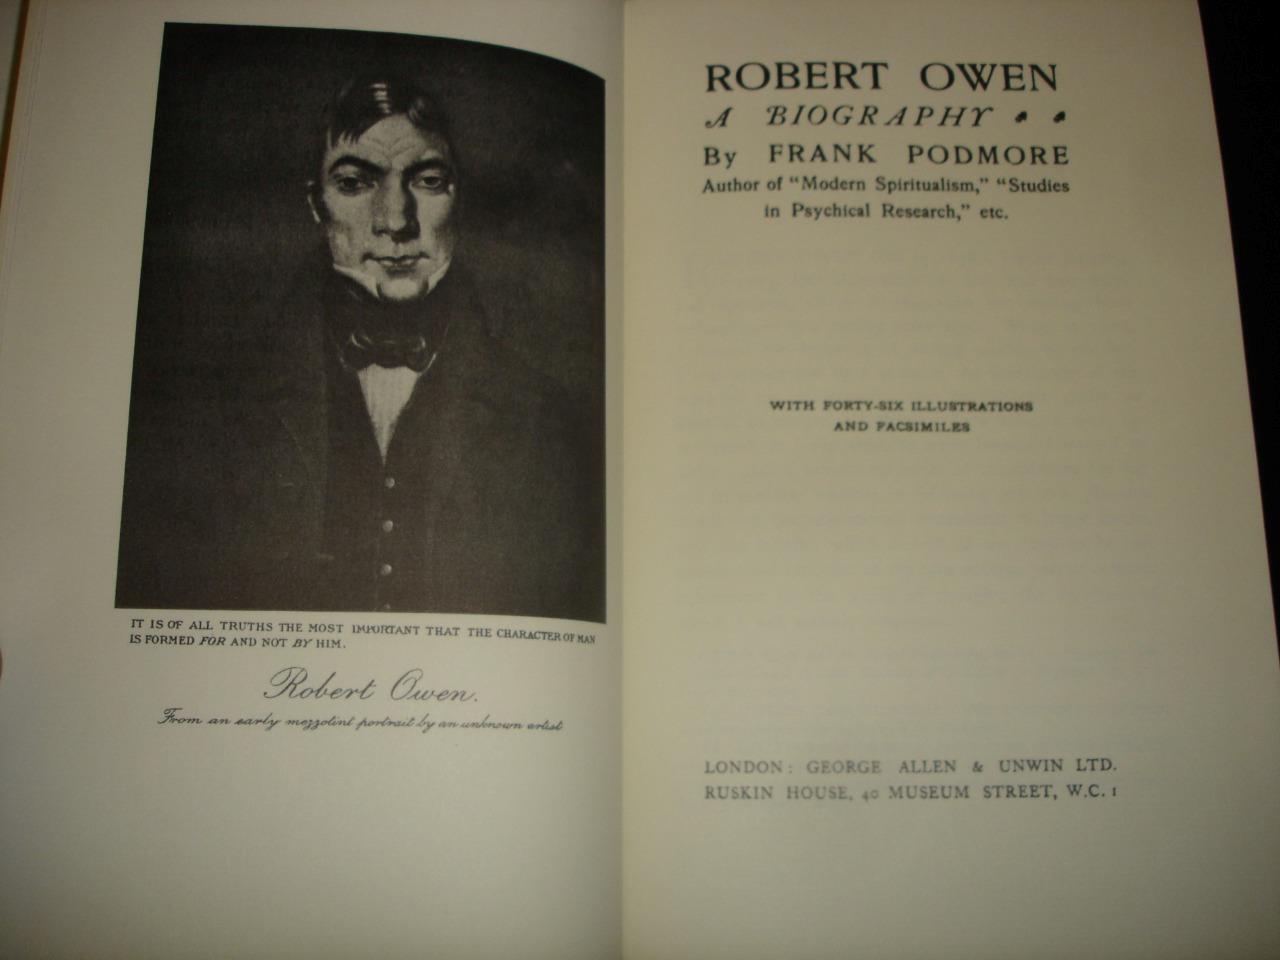 IT IS OF ALL TRUTHS THE MOST IMPORTANT THAT THE CHARACTER OF MAN
IS FORMED FOR AND NOT BY HIM.
Robert Owen.
From an early mezzotint portrait by an unknown artist
ROBERT OWEN
A BIOGRAPHY
By FRANK PODMORE
Author of "Modern Spiritualism," "Studies
in Psychical Research," etc.
WITH FORTY-SIX ILLUSTRATIONS
AND FACSIMILES
LONDON: GEORGE ALLEN & UNWIN LTD.
RUSKIN HOUSE, 40 MUSEUM STREET, W.C. 1